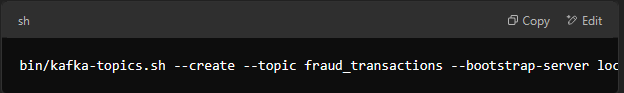 sh
Copy
Edit
bin/kafka-topics.sh --create --topic fraud_transactions --bootstrap-server loc